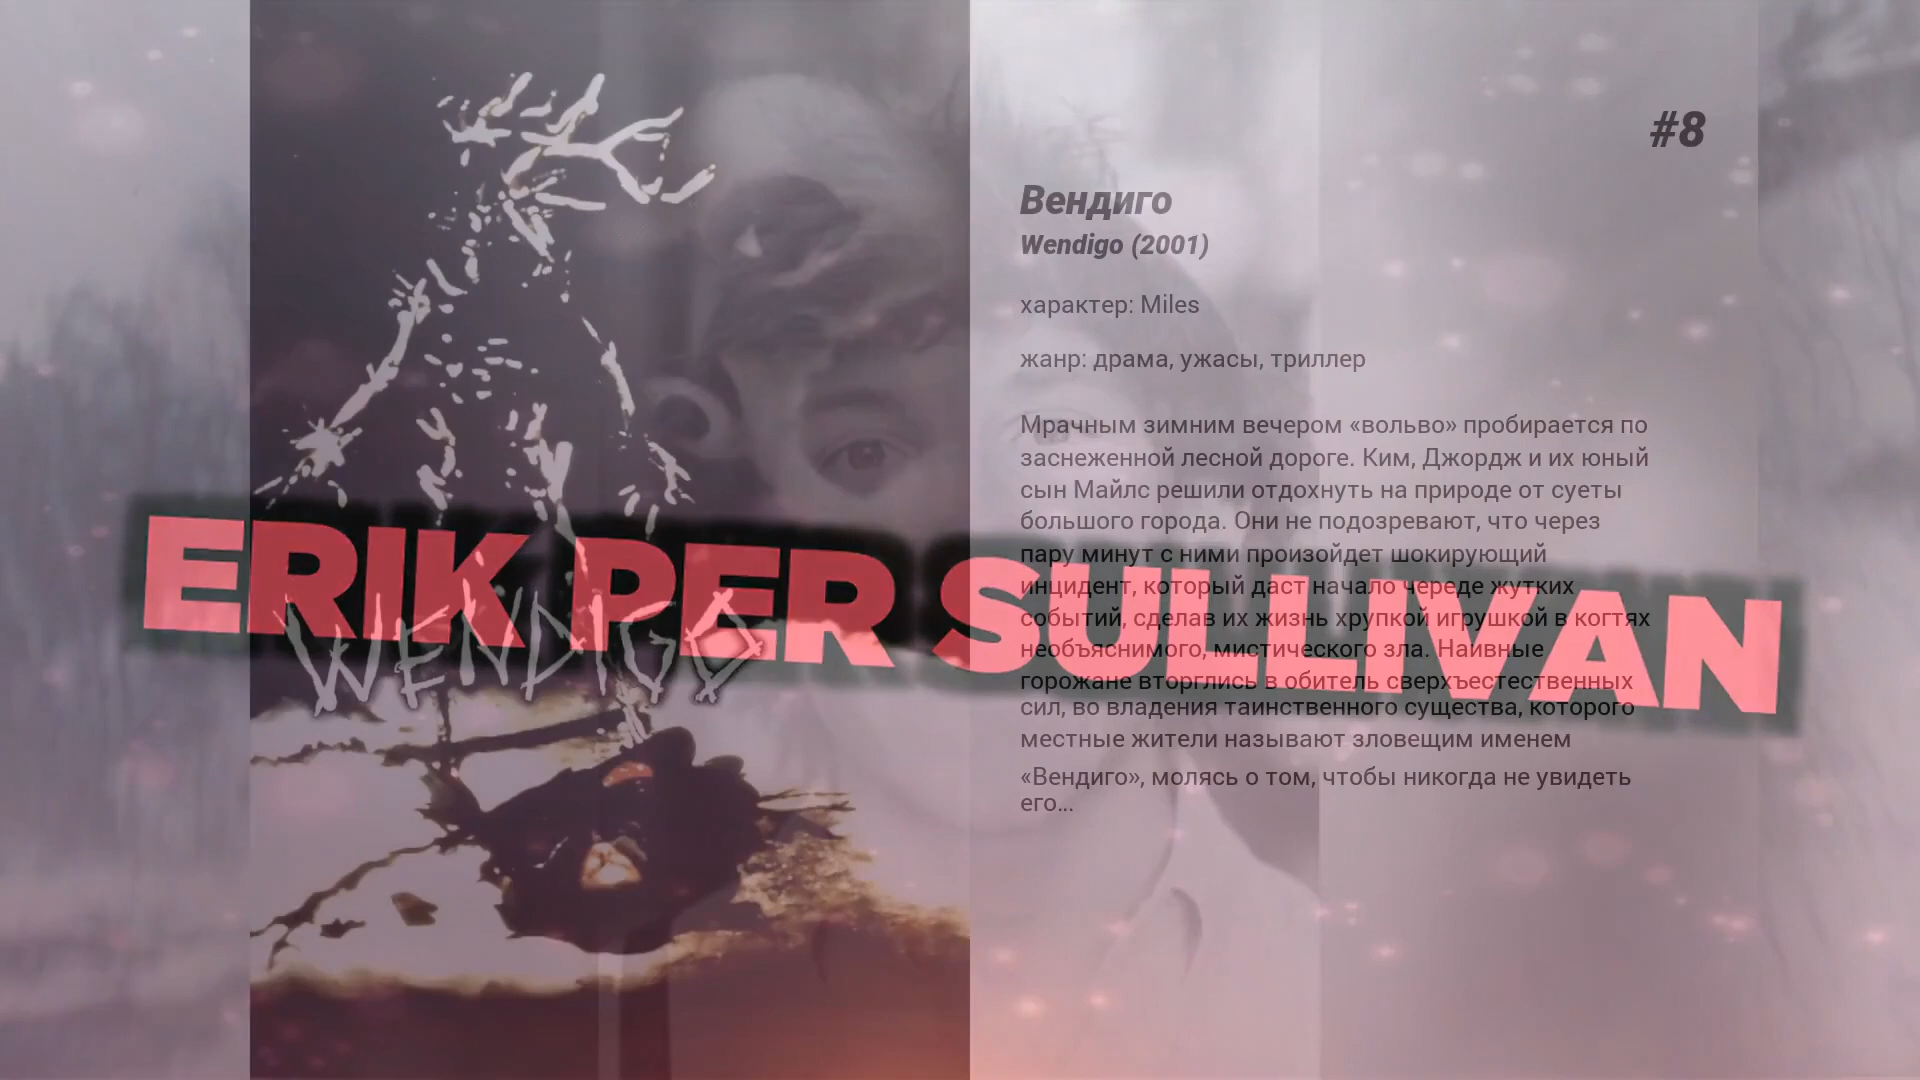 #8
Вендиго
Wendigo (2001)
характер: Miles
жанр: драма, ужасы, триллер
Мрачным зимним вечером «вольво» пробирается по
заснеженной лесной дороге. Ким, Джордж и их юный
сын Майлс решили отдохнуть на природе от суеты
большого города. Они не подозревают, что через
пару минут с ними произойдет шокирующий
инцидент, который даст начало череде жутких
событий, сделав их жизнь хрупкой игрушкой в когтях
необъяснимого, мистического зла. Наивные
горожане вторглись в обитель сверхъестественных
сил, во владения таинственного существа, которого
местные жители называют зловещим именем
«Вендиго», молясь о том, чтобы никогда не увидеть
его...
ERIK PER SULLIVAN
WENDIGO